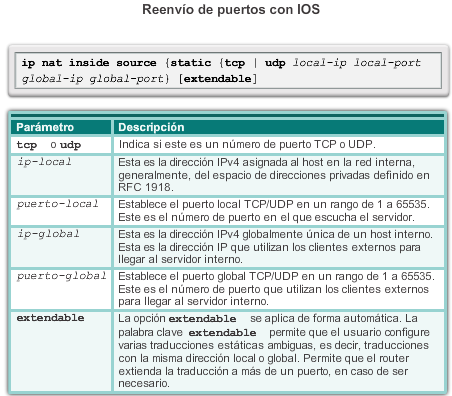 Reenvío de puertos con IOS
ip nat inside source {static {tcp | udp local-ip local-port
global-ip global-port} [extendable]
Parámetro Descripción
tcp o udp Indica si este es un número de puerto TCP o UDP.
ip-local Esta es la dirección IPv4 asignada al host en la red interna,
generalmente, del espacio de direcciones privadas definido en
RFC 1918.
puerto-local Establece el puerto local TCP/UDP en un rango de 1 a 65535.
Este es el número de puerto en el que escucha el servidor.
ip-global Esta es la dirección IPv4 globalmente única de un host interno.
Esta es la dirección IP que utilizan los clientes externos para
llegar al servidor interno.
puerto-global Establece el puerto global TCP/UDP en un rango de 1 a 65535.
Este es el número de puerto que utilizan los clientes externos
para llegar al servidor interno.
extendable La opción extendable se aplica de forma automática. La
palabra clave extendable permite que el usuario configure
varias traducciones estáticas ambiguas, es decir, traducciones
con la misma dirección local o global. Permite que el router
extienda la traducción a más de un puerto, en caso de ser
necesario.